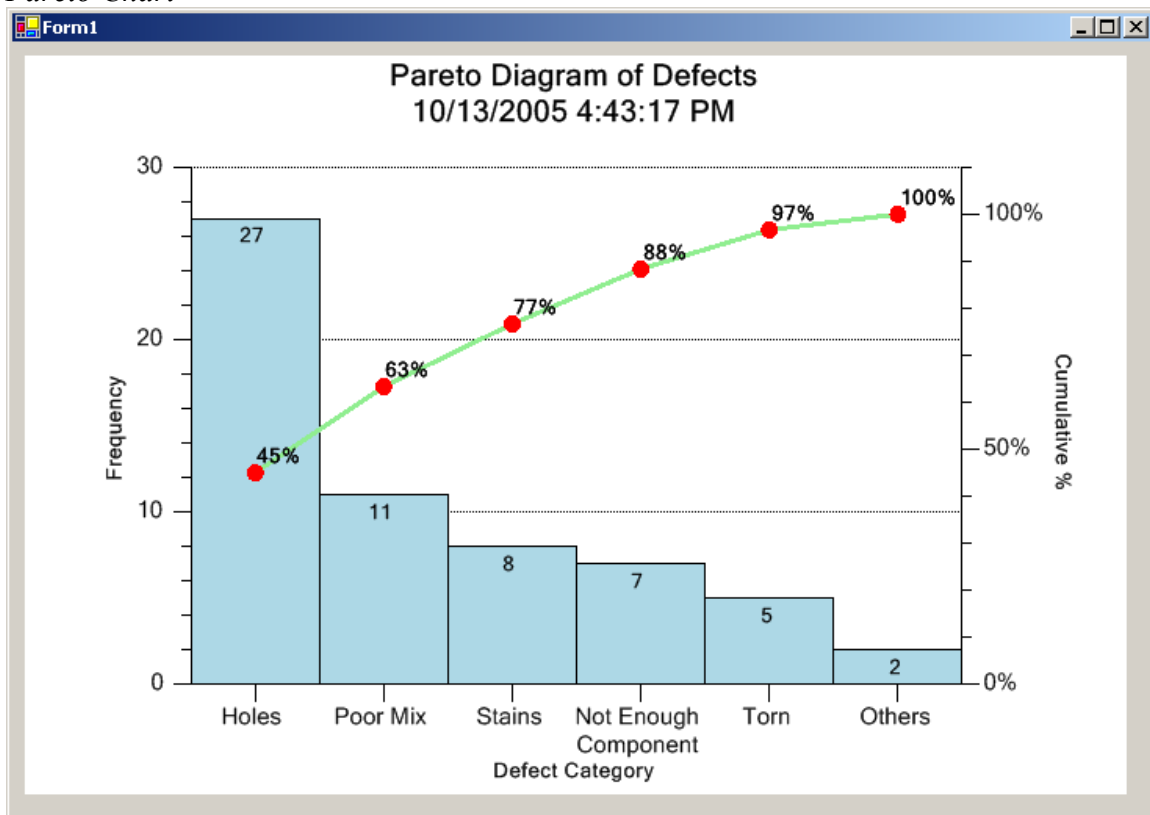 Pareto Chart
Form1
Pareto Diagram of Defects
10/13/2005 4:43:17 PM
30
20
10
0
Frequency
27
11
8
7
5
2
45%
63%
77%
88%
97%
100%
100%
50%
0%
Cumulative %
Holes
Poor Mix
Stains
Not Enough
Component
Torn
Others
Defect Category